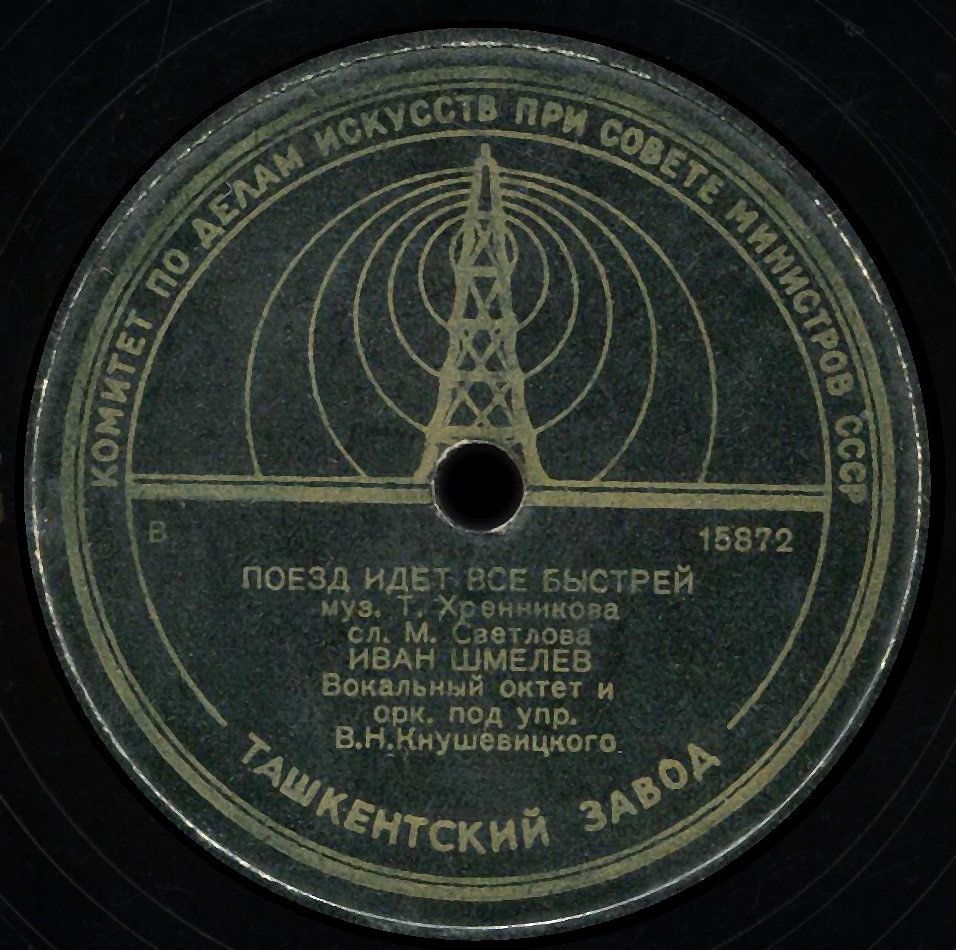 КОМИТЕТ ПО ДЕЛАМ ИСКУССТВ ПРИ СОВЕТЕ МИНИСТРОВ СССР
В 15872
ПОЕЗД ИДЕТ ВСЕ БЫСТРЕЙ
муз. Т. Хренникова
сл. М. Светлова
ИВАН ШМЕЛЕВ
Вокальный октет и
орк. под упр.
В.Н.Кнушевицкого
ТАШКЕНТСКИЙ ЗАВОД